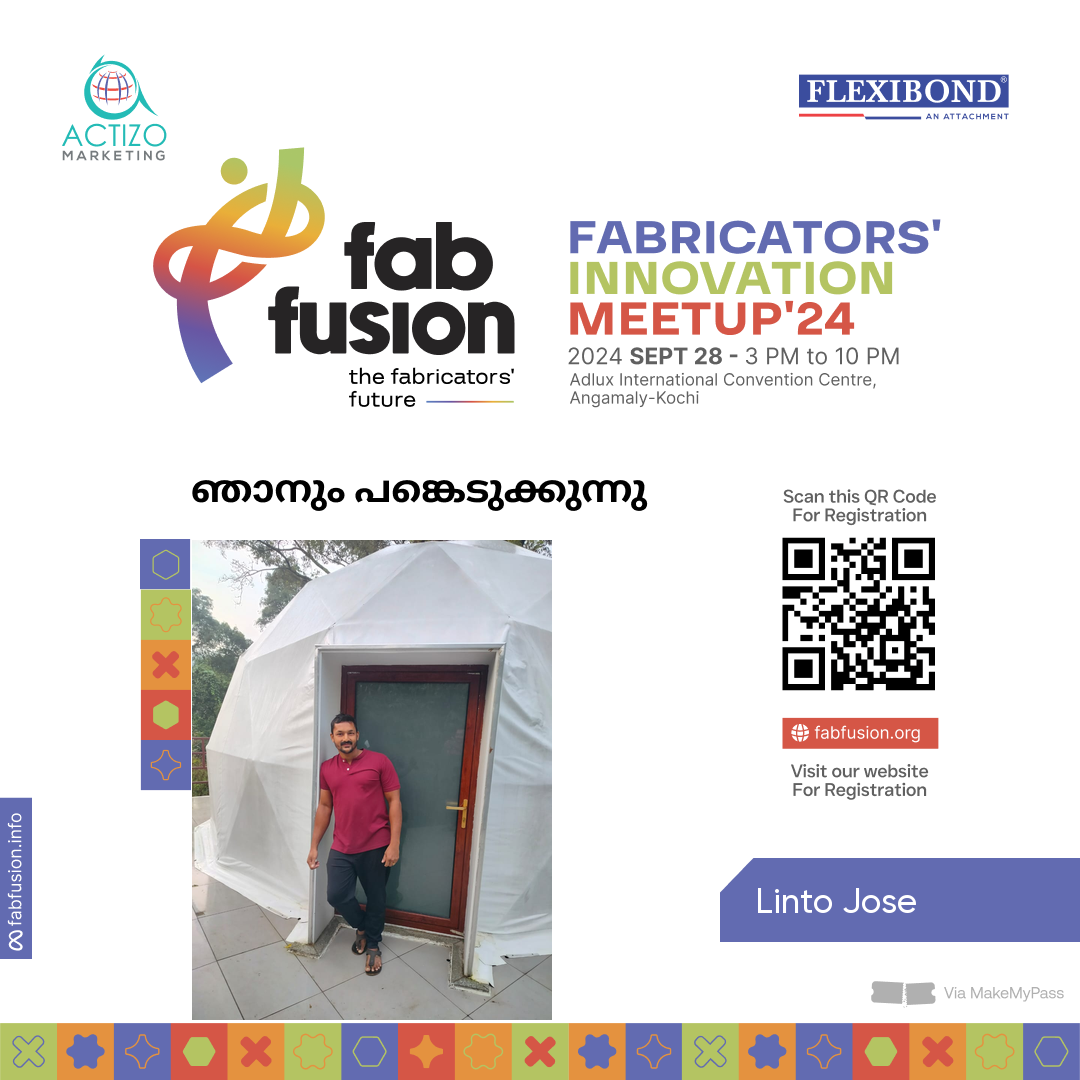 ACTIZO
MARKETING
FLEXIBOND®
AN ATTACHMENT
fab
fusion
the fabricators'
future
FABRICATORS'
INNOVATION
MEETUP'24
2024 SEPT 28 - 3 PM to 10 PM
Adlux International Convention Centre,
Angamaly-Kochi
ഞാനും പങ്കെടുക്കുന്നു
Scan this QR Code
For Registration
fabfusion.org
Visit our website
For Registration
fabfusion.info
Linto Jose
Via MakeMyPass